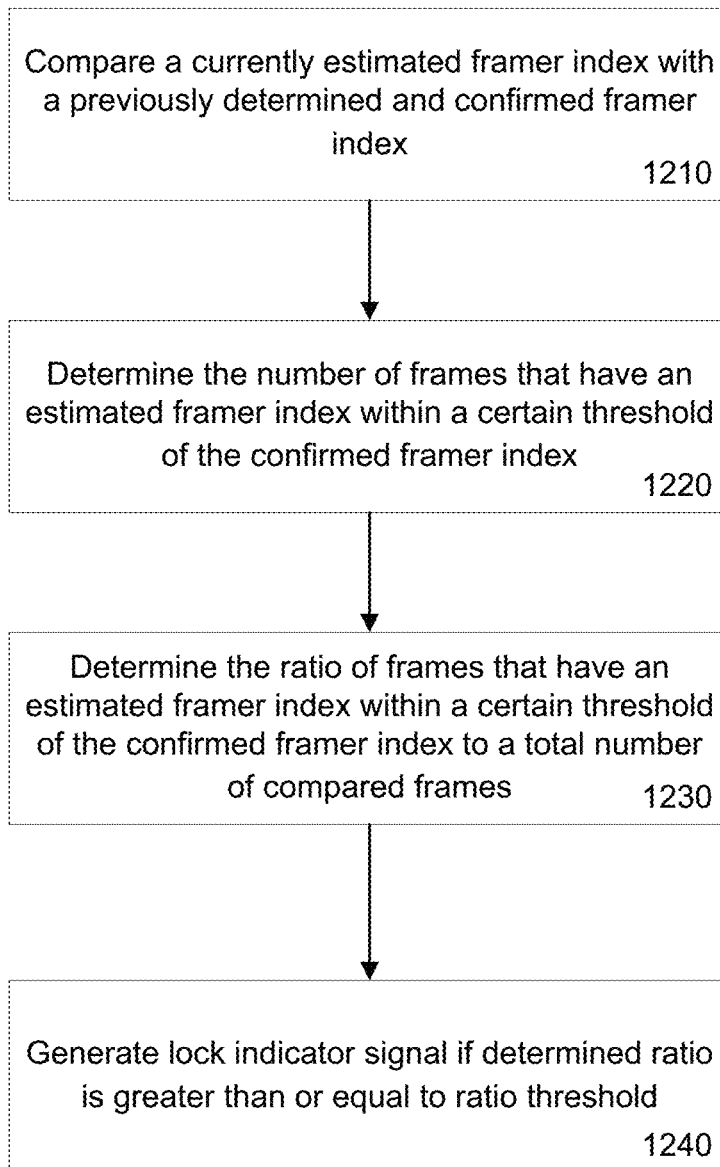 Compare a currently estimated framer index with
a previously determined and confirmed framer
index
1210
Determine the number of frames that have an
estimated framer index within a certain threshold
of the confirmed framer index
1220
Determine the ratio of frames that have an
estimated framer index within a certain threshold
of the confirmed framer index to a total number
of compared frames
1230
Generate lock indicator signal if determined ratio
is greater than or equal to ratio threshold
1240